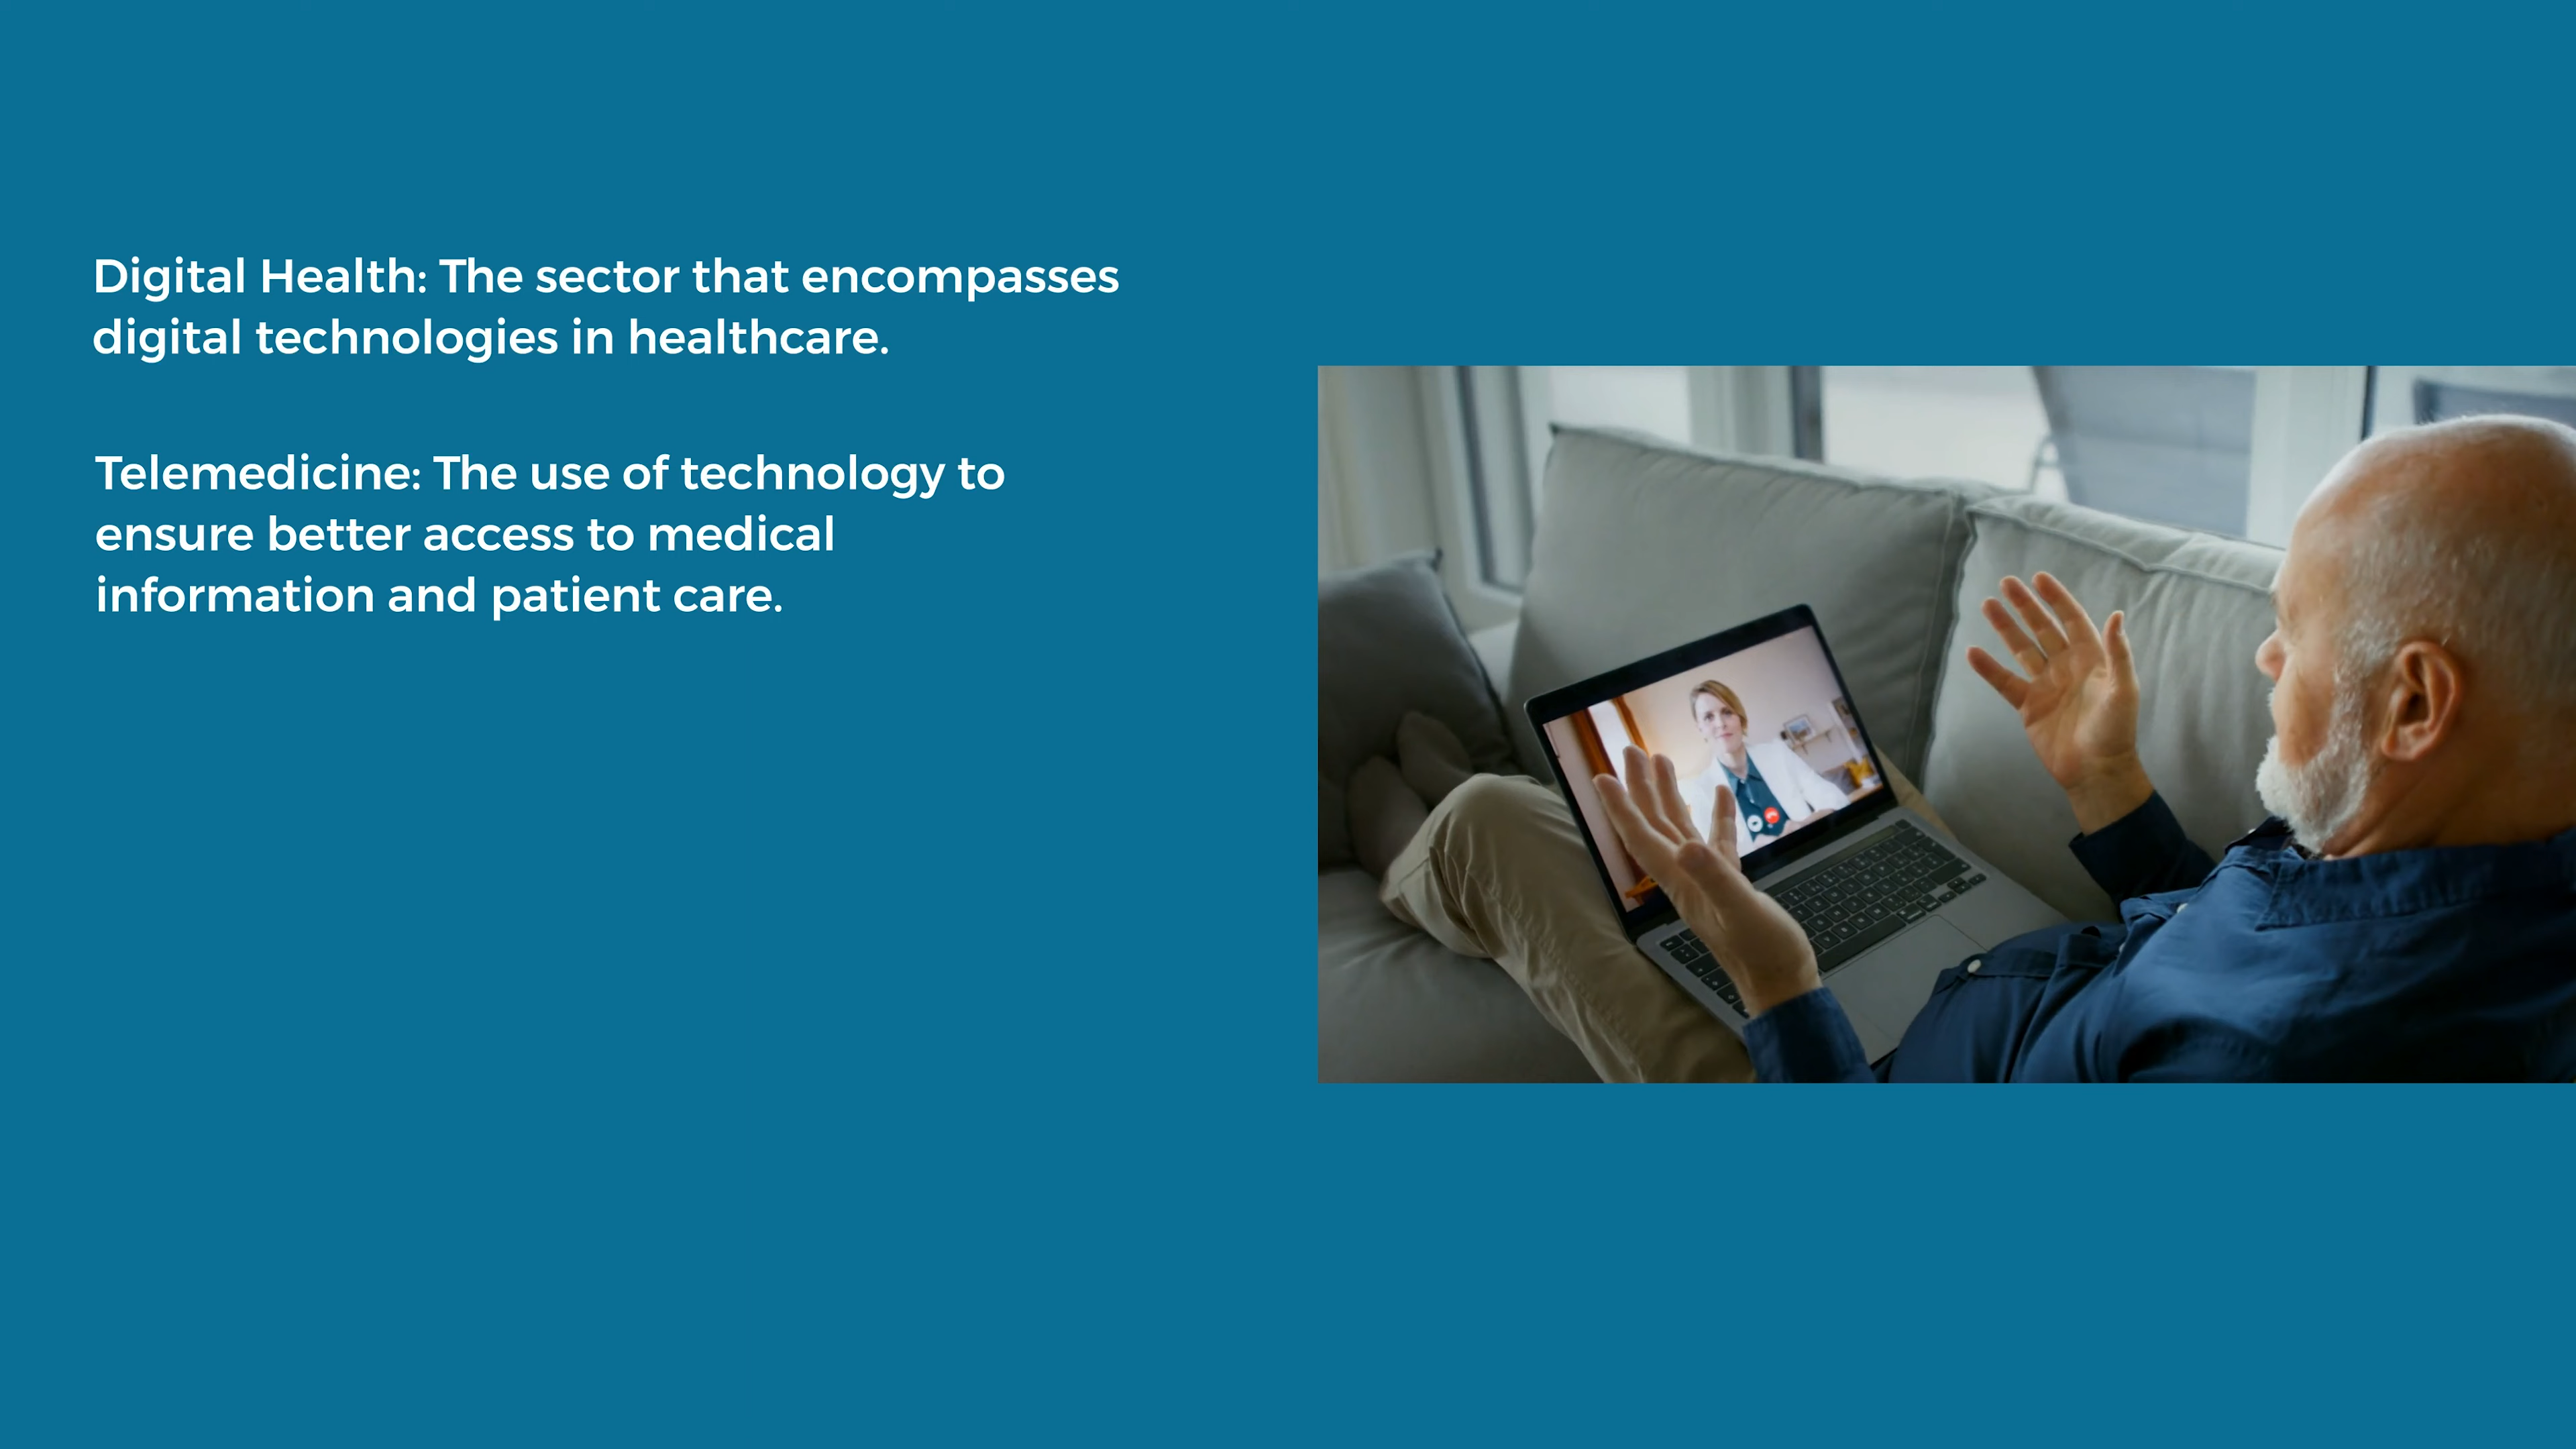 Digital Health: The sector that encompasses
digital technologies in healthcare.
Telemedicine: The use of technology to
ensure better access to medical
information and patient care.